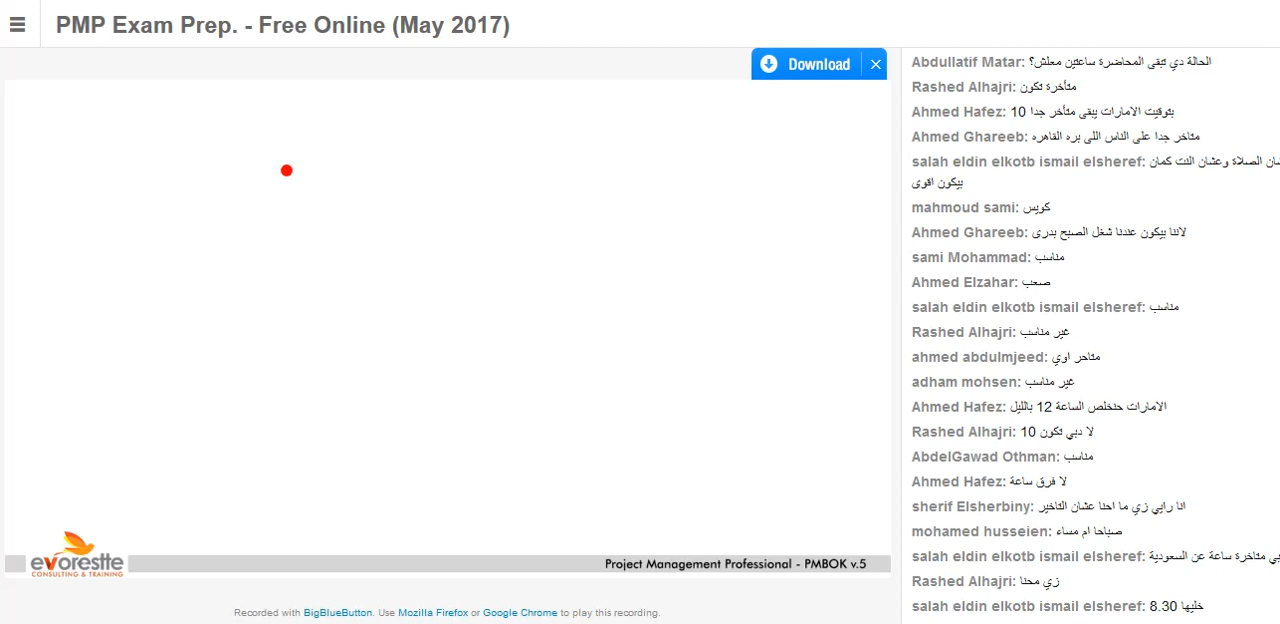 PMP Exam Prep. - Free Online (May 2017)
Download
Abdullatif Matar: الحالة دي تبقى المحاضرة ساعتين معلش؟
Rashed Alhajri: متأخرة تكون
Ahmed Hafez: بتوقيت الامارات يبقى متأخر جدا 10
Ahmed Ghareeb: متاخر جدا على الناس اللى بره القاهره
salah eldin elkotb ismail elsheref: الصلاة وعشان النت كمان
بيكون اقوى
mahmoud sami: كويس
Ahmed Ghareeb: لاننا بيكون عندنا شغل الصبح بدرى
sami Mohammad: مناسب
Ahmed Elzahar: صعب
salah eldin elkotb ismail elsheref: مناسب
Rashed Alhajri: غير مناسب
ahmed abdulmjeed: متاحر اوي
adham mohsen: غير مناسب
Ahmed Hafez: الامارات حنخلص الساعة 12 بالليل
Rashed Alhajri: لا دبي تكون 10
AbdelGawad Othman: مناسب
Ahmed Hafez: لا فرق ساعة
sherif Elsherbiny: انا رايي زي ما احنا عشان التاخير
mohamed husseien: صباحا ام مساء
salah eldin elkotb ismail elsheref: متاخرة ساعة عن السعودية
Rashed Alhajri: زي محنا
salah eldin elkotb ismail elsheref: خليها 8.30
evorestte
CONSULTING & TRAINING
Project Management Professional - PMBOK v.5
Recorded with BigBlueButton. Use Mozilla Firefox or Google Chrome to play this recording.